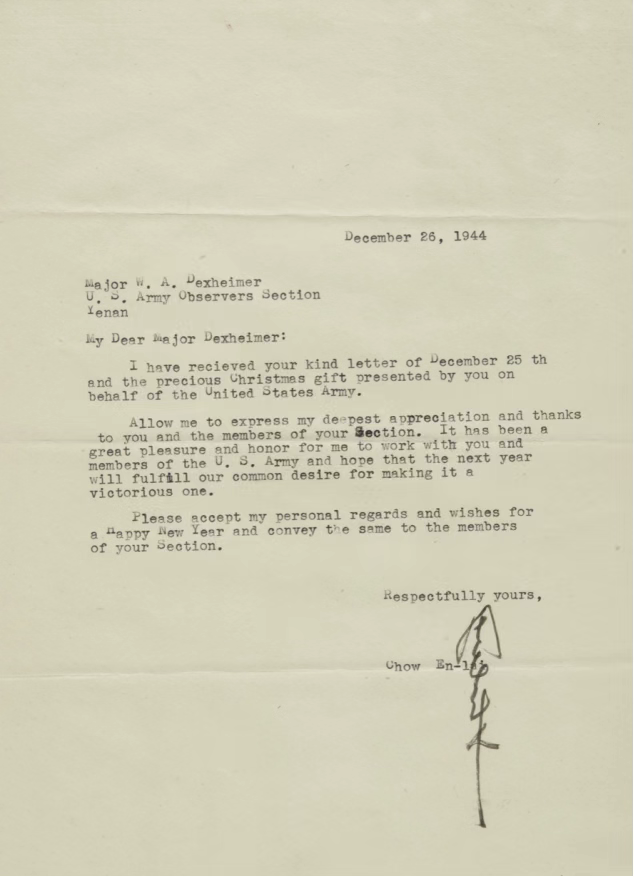 December 26, 1944
Major W. A. Dexheimer
U. S. Army Observers Section
Yenan
My Dear Major Dexheimer:
I have recieved your kind letter of December 25 th
and the precious Christmas gift presented by you on
behalf of the United States Army.
Allow me to express my deepest appreciation and thanks
to you and the members of your Section. It has been a
great pleasure and honor for me to work with you and
members of the U. S. Army and hope that the next year
will fulfill our common desire for making it a
victorious one.
Please accept my personal regards and wishes for
a Happy New Year and convey the same to the members
of your Section.
Respectfully yours,
Chow En-lai
周恩来